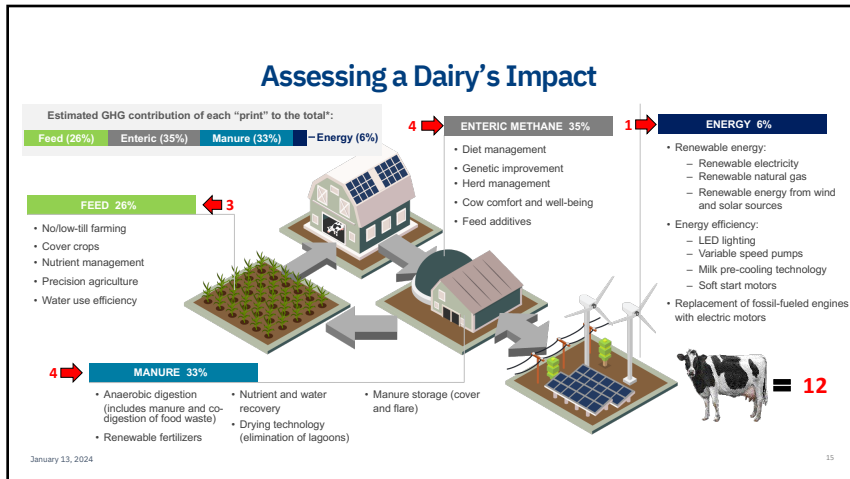 Assessing a Dairy's Impact
Estimated GHG contribution of each “print” to the total*:
Feed (26%) Enteric (35%) Manure (33%) Energy (6%)
4
ENTERIC METHANE 35%
• Diet management
• Genetic improvement
• Herd management
• Cow comfort and well-being
• Feed additives
1
ENERGY 6%
• Renewable energy:
– Renewable electricity
– Renewable natural gas
– Renewable energy from wind
and solar sources
• Energy efficiency:
– LED lighting
– Variable speed pumps
– Milk pre-cooling technology
– Soft start motors
• Replacement of fossil-fueled engines
with electric motors
FEED 26%
3
• No/low-till farming
• Cover crops
• Nutrient management
• Precision agriculture
• Water use efficiency
4
MANURE 33%
• Anaerobic digestion
(includes manure and co-
digestion of food waste)
• Renewable fertilizers
• Nutrient and water
recovery
• Drying technology
(elimination of lagoons)
• Manure storage (cover
and flare)
= 12
January 13, 2024
15